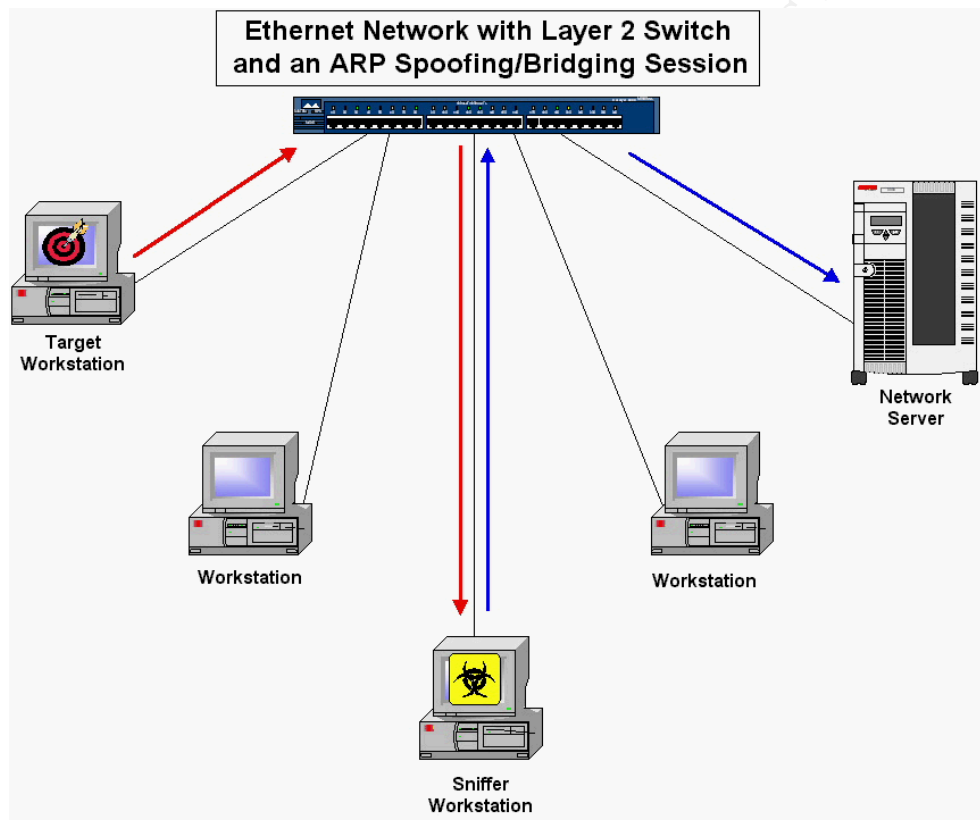 Ethernet Network with Layer 2 Switch
and an ARP Spoofing/Bridging Session
Target
Workstation
Network
Server
Workstation
Workstation
Sniffer
Workstation